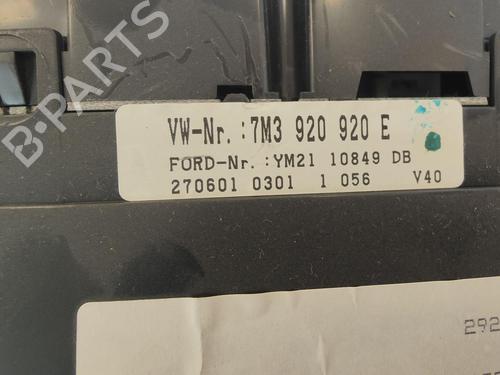 B-PARTS
VW-Nr.:7M3 920 920 E
FORD-Nr.:YM21 10849 DB
270601 0301 1 056 V40
292